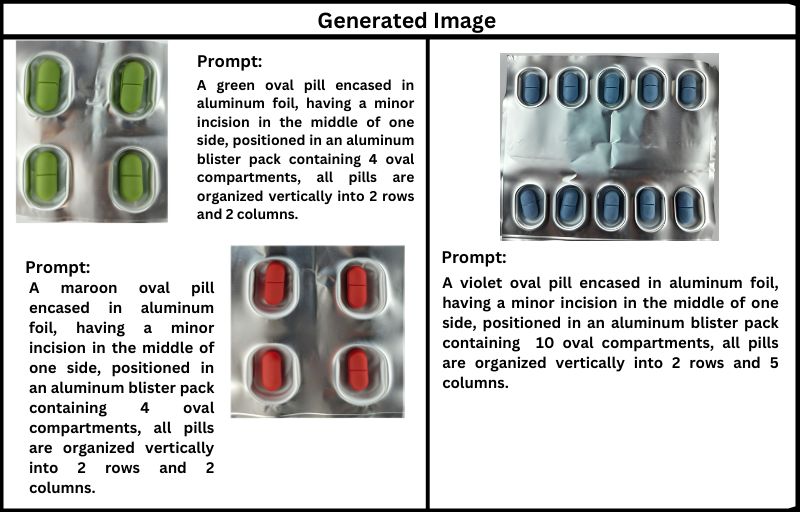 Generated Image
Prompt:
A green oval pill encased in
aluminum foil, having a minor
incision in the middle of one
side, positioned in an aluminum
blister pack containing 4 oval
compartments, all pills are
organized vertically into 2 rows
and 2 columns.
Prompt:
A maroon oval pill
encased in aluminum
foil, having a minor
incision in the middle of
one side, positioned in
an aluminum blister pack
containing 4 oval
compartments, all pills
are organized vertically
into 2 rows and 2
columns.
Prompt:
A violet oval pill encased in aluminum foil,
having a minor incision in the middle of one
side, positioned in an aluminum blister pack
containing 10 oval compartments, all pills
are organized vertically into 2 rows and 5
columns.